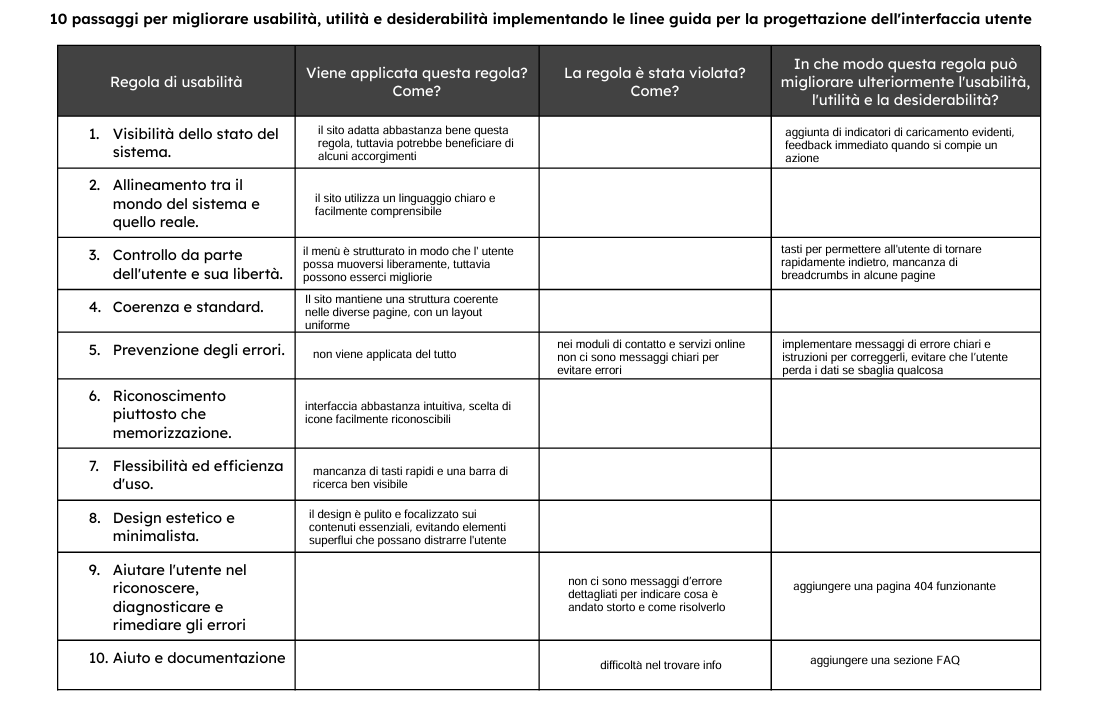 10 passaggi per migliorare usabilità, utilità e desiderabilità implementando le linee guida per la progettazione dell'interfaccia utente
Regola di usabilità
Viene applicata questa regola?
Come?
La regola è stata violata?
Come?
In che modo questa regola può
migliorare ulteriormente l'usabilità,
l'utilità e la desiderabilità?
1. Visibilità dello stato del
sistema.
il sito adatta abbastanza bene questa
regola, tuttavia potrebbe beneficiare di
alcuni accorgimenti
aggiunta di indicatori di caricamento evidenti,
feedback immediato quando si compie un
azione
2. Allineamento tra il
mondo del sistema e
quello reale.
il sito utilizza un linguaggio chiaro e
facilmente comprensibile
3. Controllo da parte
dell'utente e sua libertà.
il menù è strutturato in modo che l' utente
possa muoversi liberamente, tuttavia
possono esserci migliorie
tasti per permettere all'utente di tornare
rapidamente indietro, mancanza di
breadcrumbs in alcune pagine
4. Coerenza e standard.
Il sito mantiene una struttura coerente
nelle diverse pagine, con un layout
uniforme
5. Prevenzione degli errori.
non viene applicata del tutto
nei moduli di contatto e servizi online
non ci sono messaggi chiari per
evitare errori
implementare messaggi di errore chiari e
istruzioni per correggerli, evitare che l'utente
perda i dati se sbaglia qualcosa
6. Riconoscimento
piuttosto che
memorizzazione.
interfaccia abbastanza intuitiva, scelta di
icone facilmente riconoscibili
7. Flessibilità ed efficienza
d'uso.
mancanza di tasti rapidi e una barra di
ricerca ben visibile
8. Design estetico e
minimalista.
il design è pulito e focalizzato sui
contenuti essenziali, evitando elementi
superflui che possano distrarre l'utente
9. Aiutare l'utente nel
riconoscere,
diagnosticare e
rimediare gli errori
non ci sono messaggi d'errore
dettagliati per indicare cosa è
andato storto e come risolverlo
aggiungere una pagina 404 funzionante
10. Aiuto e documentazione
difficoltà nel trovare info
aggiungere una sezione FAQ